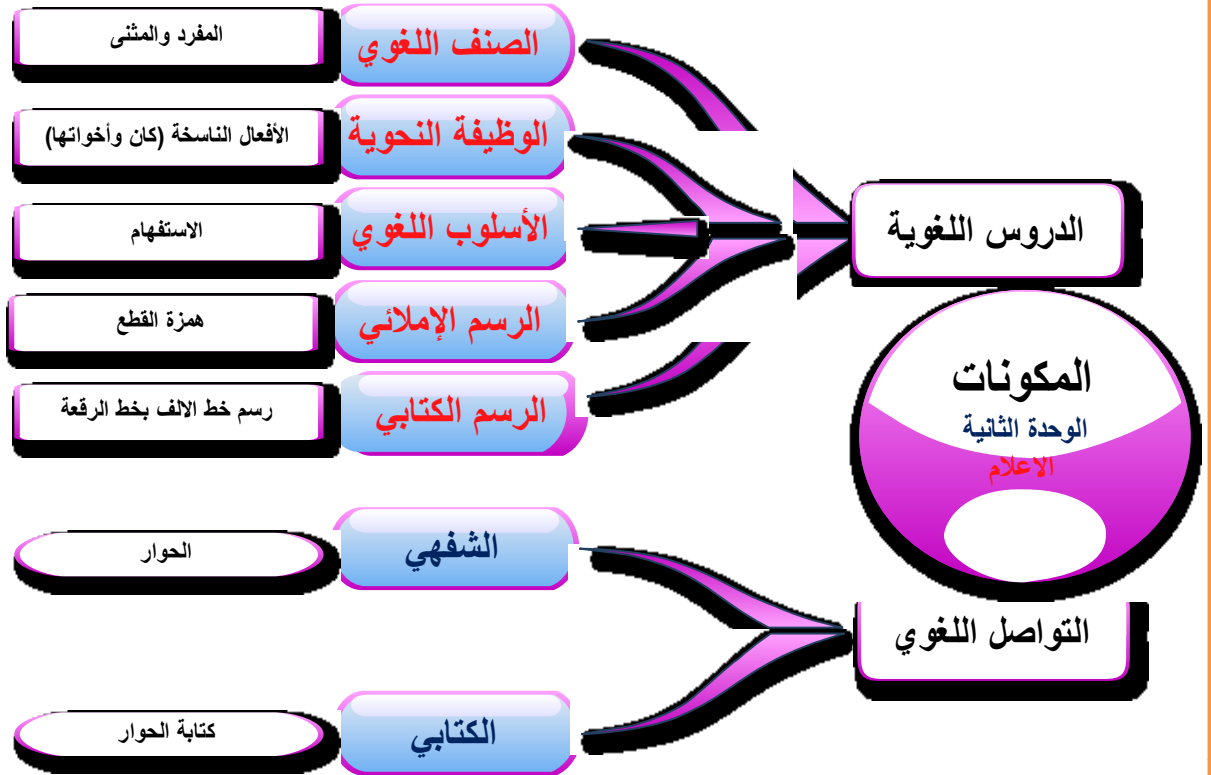 المكونات
الوحدة الثانية
الاعلام
الدروس اللغوية
الصنف اللغوي
المفرد والمثنى
الوظيفة النحوية
الأفعال الناسخة (كان وأخواتها)
الأسلوب اللغوي
الاستفهام
الرسم الإملائي
همزة القطع
الرسم الكتابي
رسم خط الالف بخط الرقعة
التواصل اللغوي
الشفهي
الحوار
الكتابي
كتابة الحوار